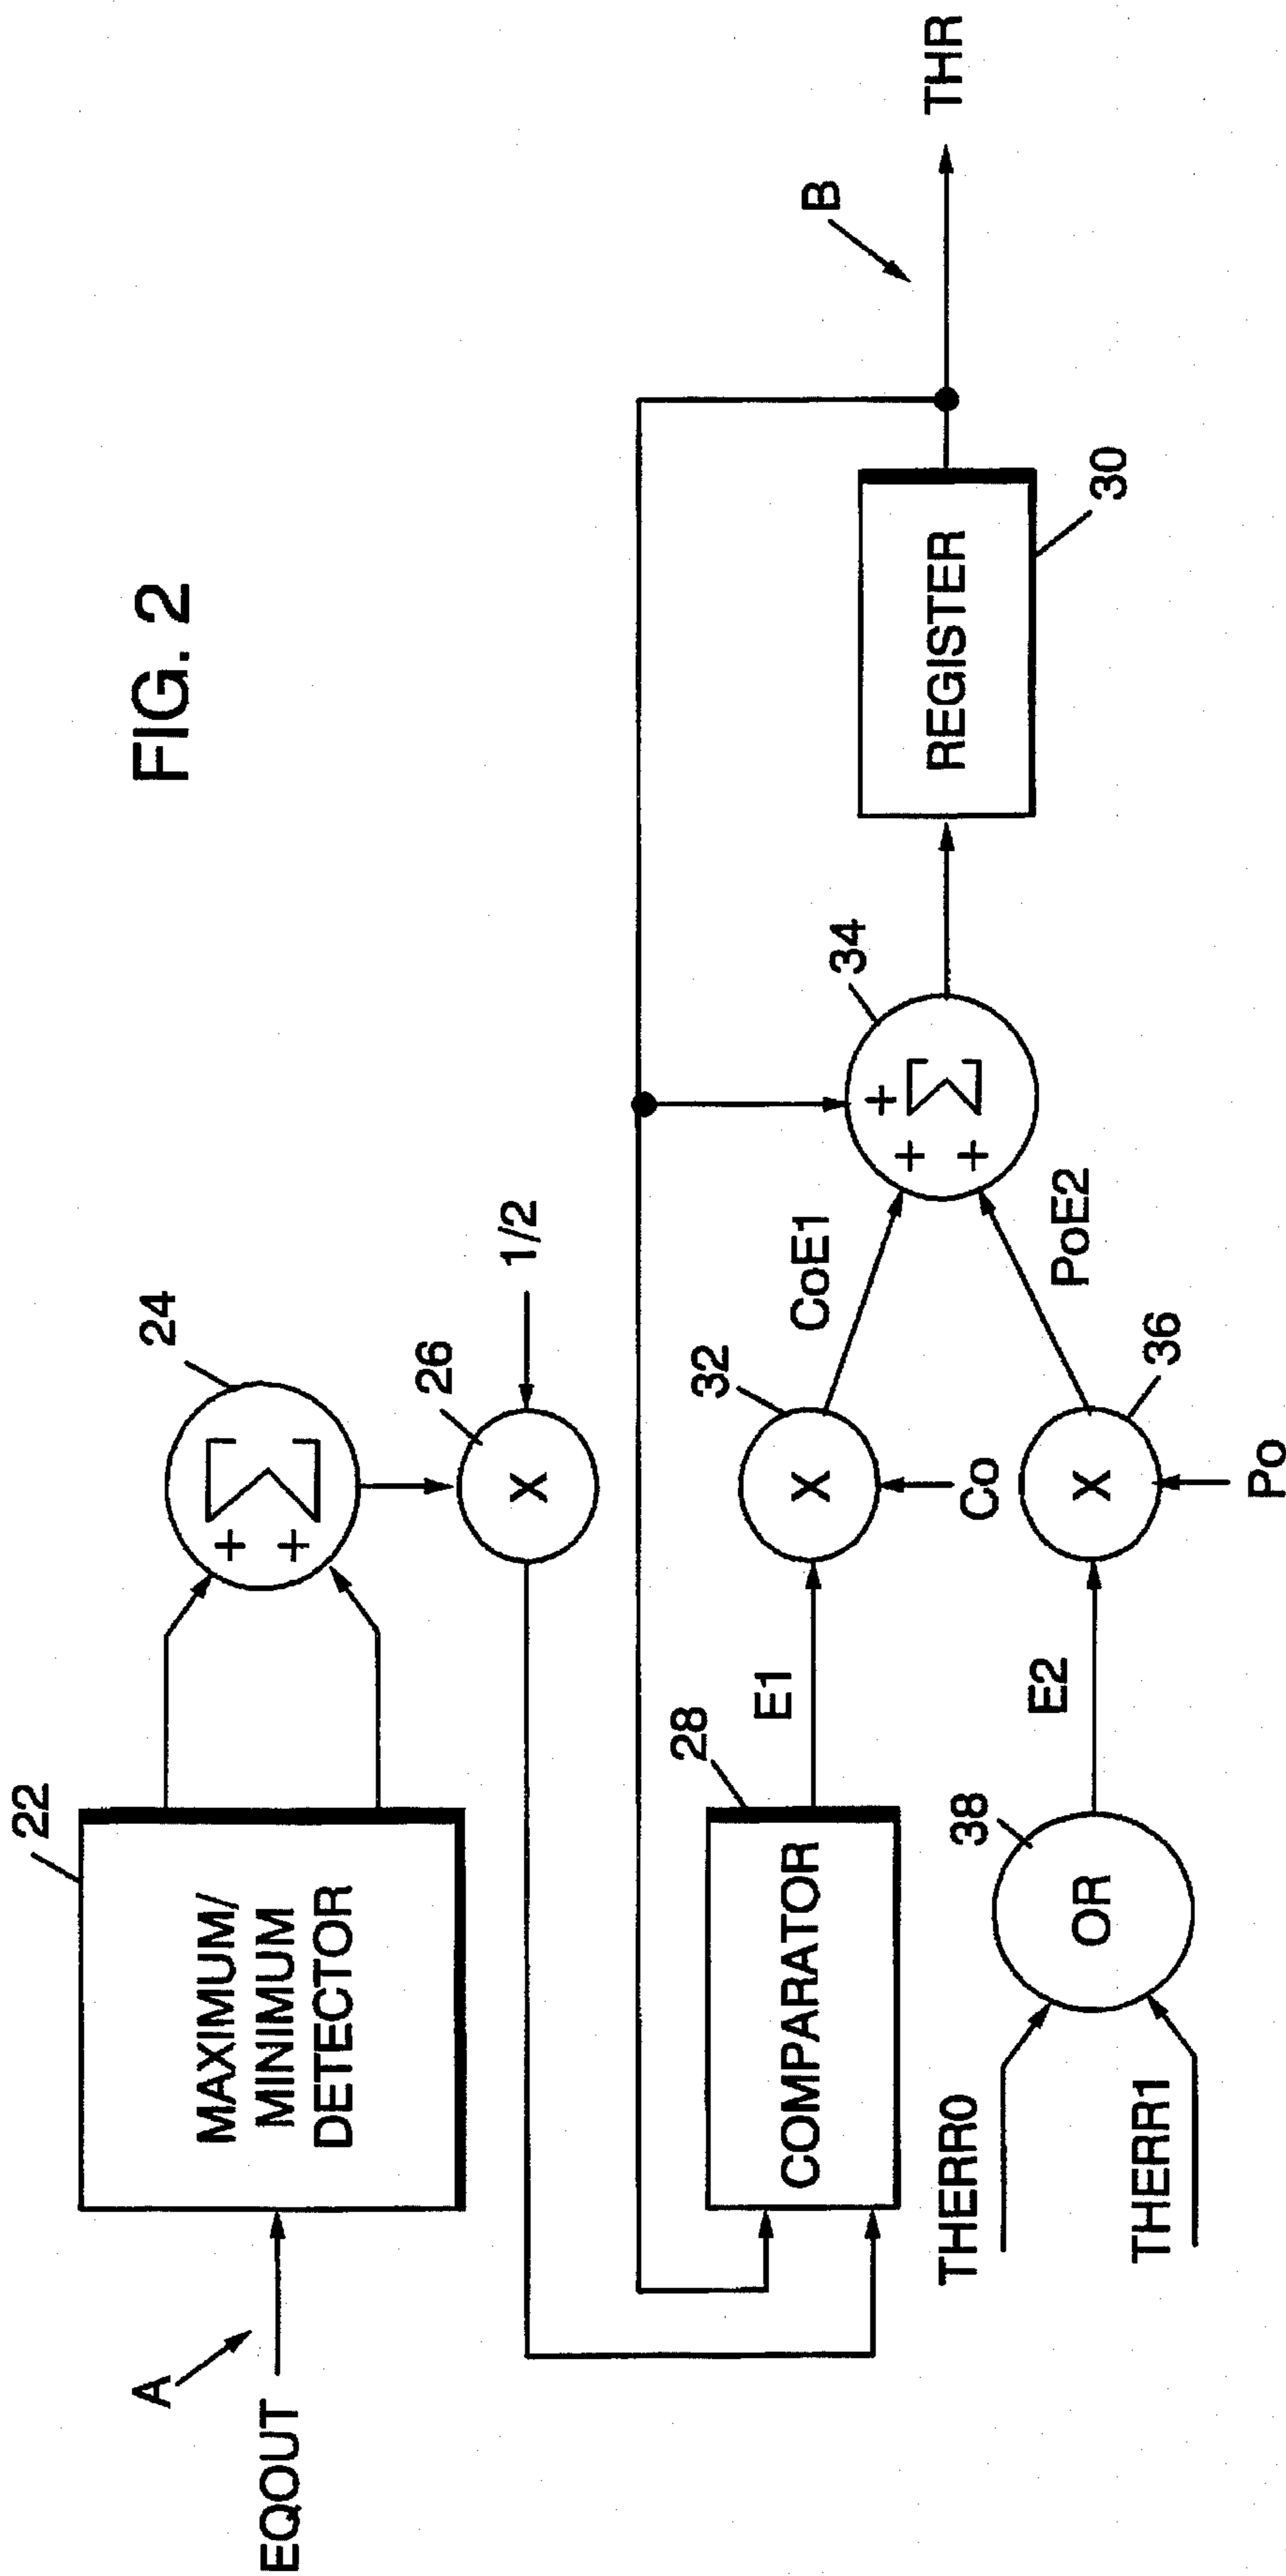 FIG. 2
A
EQOUT
22
MAXIMUM/
MINIMUM
DETECTOR
+
+
Σ
24
26
X
1/2
28
COMPARATOR
E1
32
X
Co
CoE1
THERR0
THERR1
38
OR
E2
36
X
Po
PoE2
34
+
+
+
Σ
REGISTER
30
B
THR